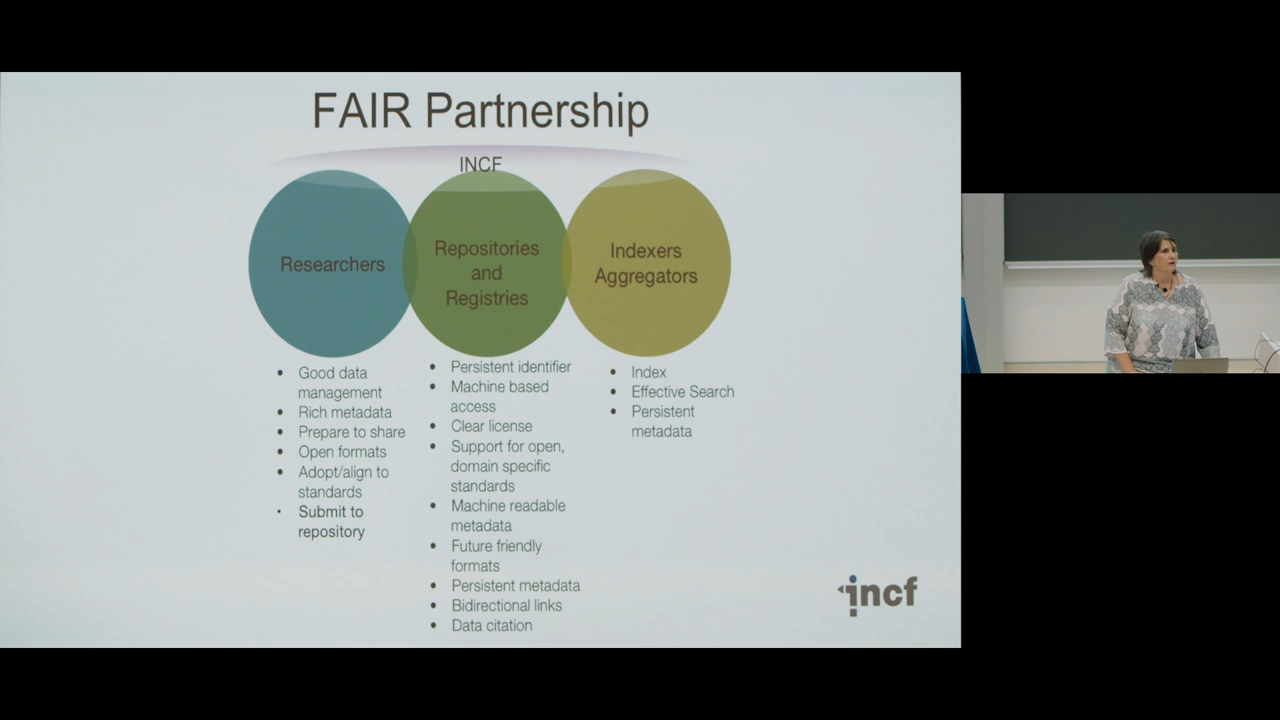 FAIR Partnership
INCF
Researchers
Repositories
and
Registries
Indexers
Aggregators
• Good data
management
• Rich metadata
• Prepare to share
• Open formats
• Adopt/align to
standards
• Submit to
repository
• Persistent identifier
• Machine based
access
• Clear license
• Support for open,
domain specific
standards
• Machine readable
metadata
• Future friendly
formats
• Persistent metadata
• Bidirectional links
• Data citation
• Index
• Effective Search
• Persistent
metadata
incf